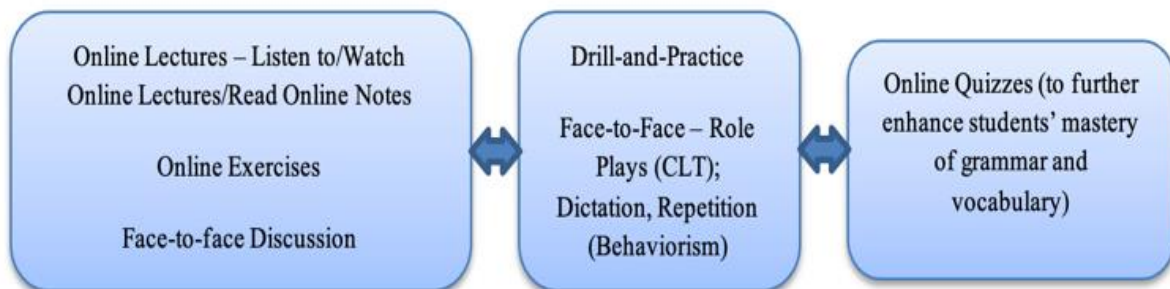 Online Lectures – Listen to/Watch
Online Lectures/Read Online Notes
Online Exercises
Face-to-face Discussion
Drill-and-Practice
Face-to-Face – Role
Plays (CLT);
Dictation, Repetition
(Behaviorism)
Online Quizzes (to further
enhance students’ mastery
of grammar and
vocabulary)